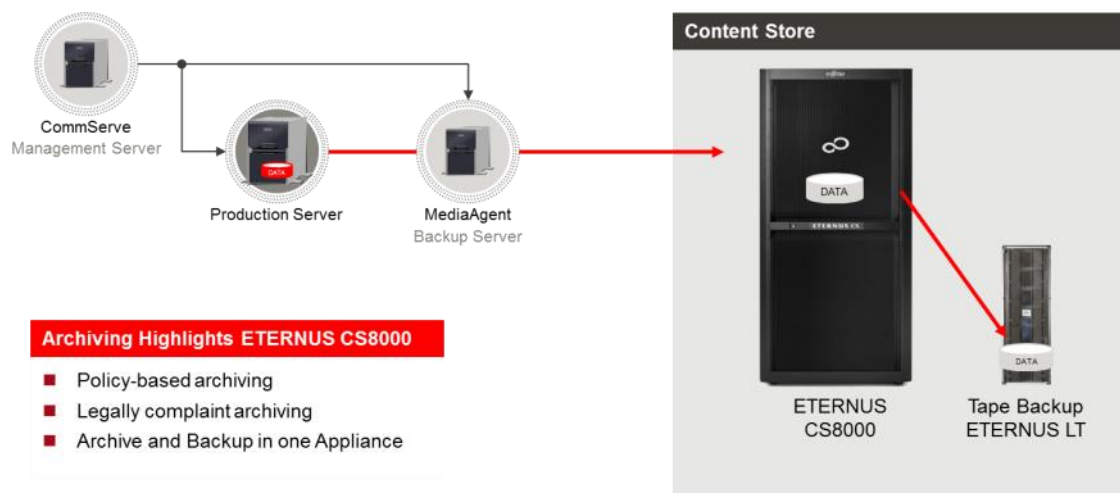 Content Store
CommServe
Management Server
DATA
Production Server
MediaAgent
Backup Server
FUJITSU
DATA
ETERNUS CS
DATA
ETERNUS
CS8000
Tape Backup
ETERNUS LT
Archiving Highlights ETERNUS CS8000
Policy-based archiving
Legally complaint archiving
Archive and Backup in one Appliance